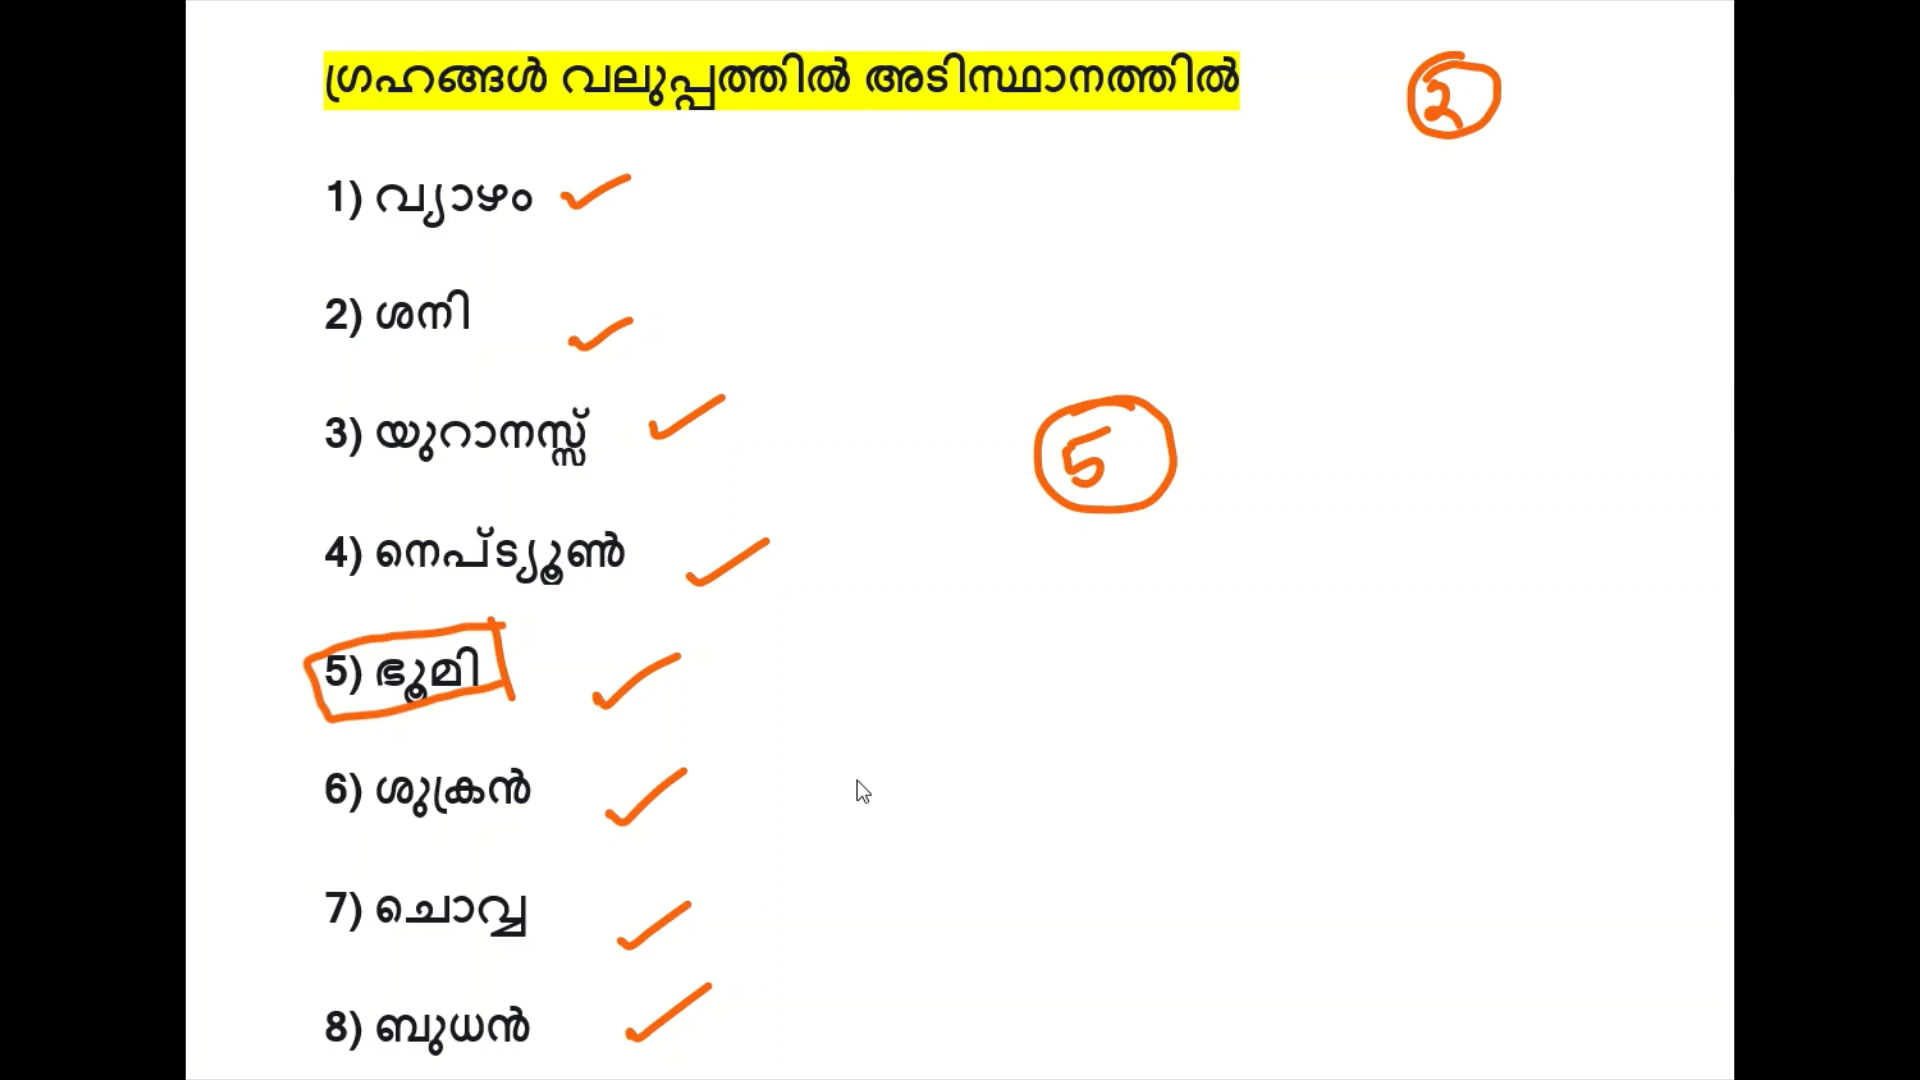 ഗ്രഹങ്ങൾ വലുപ്പത്തിൽ അടിസ്ഥാനത്തിൽ
2
1) വ്യാഴം
2) ശനി
3) യുറാനസ്സ്
5
4) നെപ്ട്യൂൺ
5) ഭൂമി
6) ശുക്രൻ
7) ചൊവ്വ
8) ബുധൻ